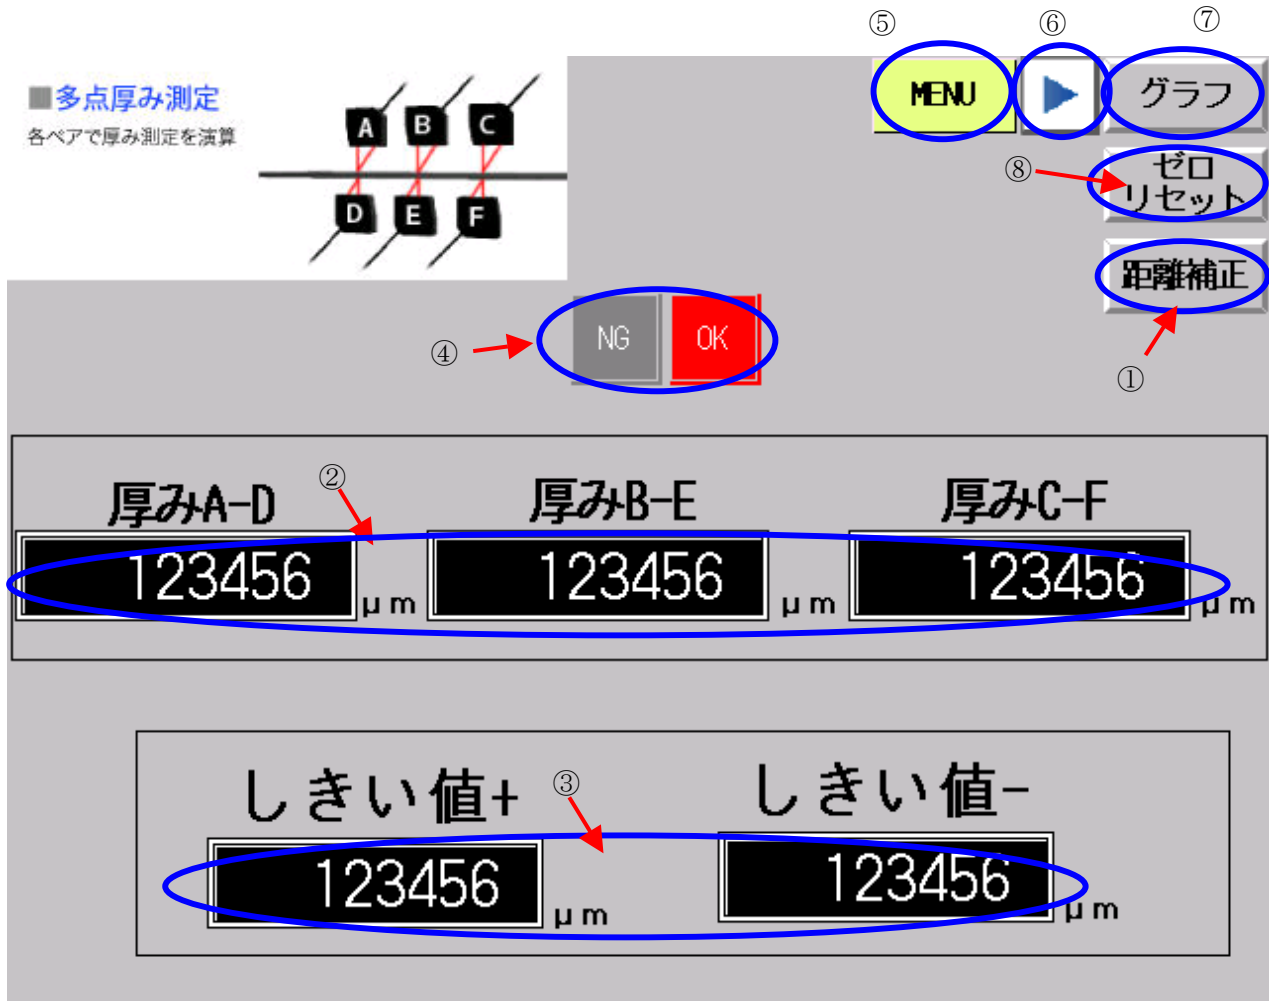 ⑤ ⑥ ⑦
■多点厚み測定
各ペアで厚み測定を演算
A B C
D E F
MENU
グラフ
⑧
ゼロ
リセット
距離補正
①
④
NG OK
②
厚みA-D 厚みB-E 厚みC-F
123456 μm 123456 μm 123456 μm
③
しきい値+ しきい値-
123456 μm 123456 μm